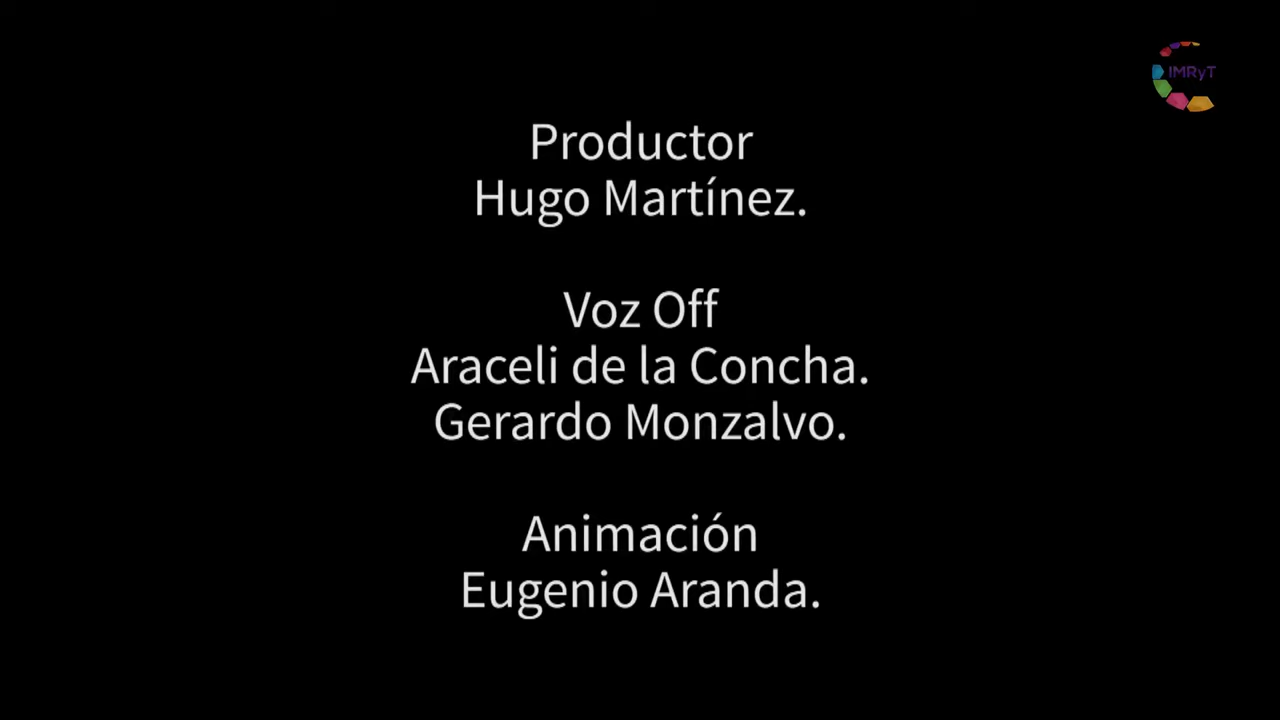 IMRyT
Productor
Hugo Martínez.
Voz Off
Araceli de la Concha.
Gerardo Monzalvo.
Animación
Eugenio Aranda.